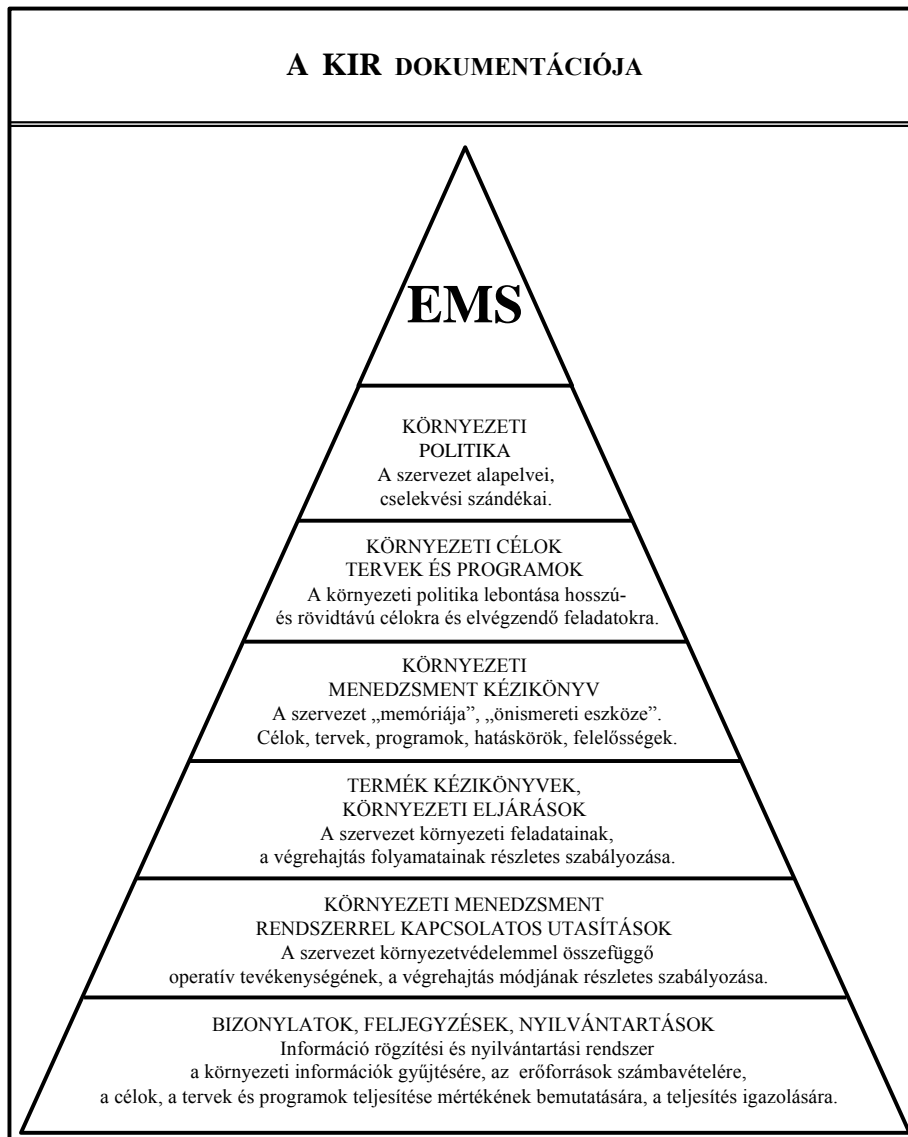 A KIR DOKUMENTÁCIÓJA
EMS
KÖRNYEZETI
POLITIKA
A szervezet alapelvei,
cselekvési szándékai.
KÖRNYEZETI CÉLOK
TERVEK ÉS PROGRAMOK
A környezeti politika lebontása hosszú-
és rövidtávú célokra és elvégzendő feladatokra.
KÖRNYEZETI
MENEDZSMENT KÉZIKÖNYV
A szervezet „memóriája”, „önismereti eszköze”.
Célok, tervek, programok, hatáskörök, felelősségek.
TERMÉK KÉZIKÖNYVEK,
KÖRNYEZETI ELJÁRÁSOK
A szervezet környezeti feladatainak,
a végrehajtás folyamatainak részletes szabályozása.
KÖRNYEZETI MENEDZSMENT
RENDSZERREL KAPCSOLATOS UTASÍTÁSOK
A szervezet környezetvédelemmel összefüggő
operatív tevékenységének, a végrehajtás módjának részletes szabályozása.
BIZONYLATOK, FELJEGYZÉSEK, NYILVÁNTARTÁSOK
Információ rögzítési és nyilvántartási rendszer
a környezeti információk gyűjtésére, az erőforrások számbavételére,
a célok, a tervek és programok teljesítése mértékének bemutatására, a teljesítés igazolására.